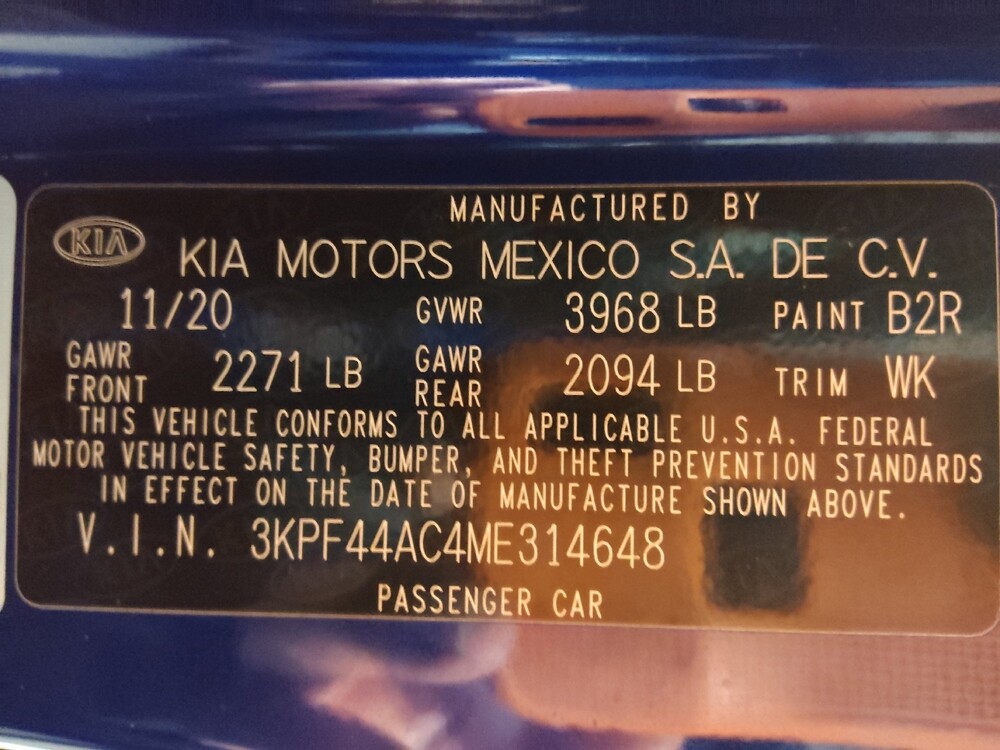 MANUFACTURED BY
KIA KIA MOTORS MEXICO S.A. DE C.V.
11/20 GVWR 3968 LB PAINT B2R
GAWR FRONT 2271 LB GAWR REAR 2094 LB TRIM WK
THIS VEHICLE CONFORMS TO ALL APPLICABLE U.S.A. FEDERAL
MOTOR VEHICLE SAFETY, BUMPER, AND THEFT PREVENTION STANDARDS
IN EFFECT ON THE DATE OF MANUFACTURE SHOWN ABOVE.
V.I.N. 3KPF44AC4ME314648
PASSENGER CAR